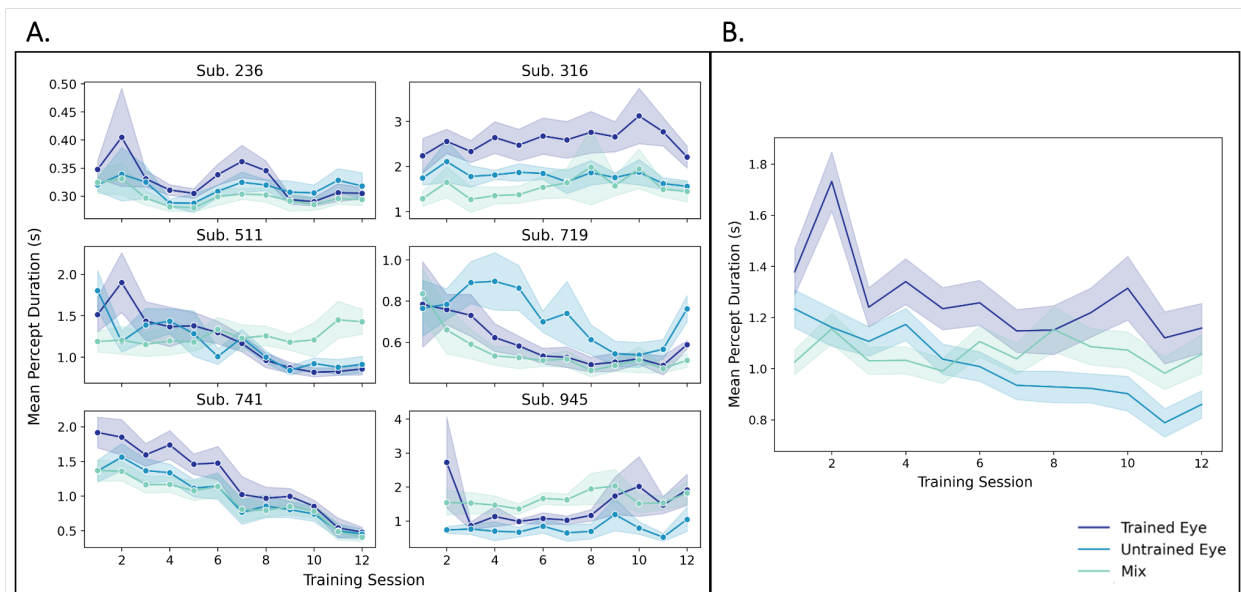 A.
B.
Sub. 236
Sub. 316
0.50
0.45
0.40
0.35
0.30
3
2
1
Sub. 511
Sub. 719
2.0
1.5
1.0
1.0
0.8
0.6
Sub. 741
Sub. 945
2.0
1.5
1.0
0.5
4
3
2
1
2 4 6 8 10 12
2 4 6 8 10 12
Mean Percept Duration (s)
Training Session
1.8
1.6
1.4
1.2
1.0
0.8
2 4 6 8 10 12
Mean Percept Duration (s)
Training Session
Trained Eye
Untrained Eye
Mix